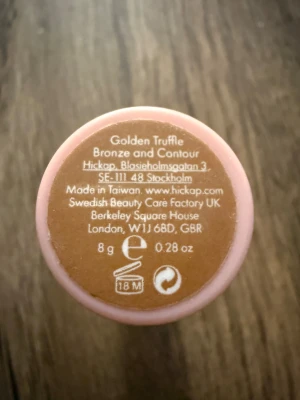 Golden Truffle
Bronze and Contour
Hickap, Blasieholmsgatan 3,
SE-111 48 Stockholm
Made in Taiwan. www.hickap.com
Swedish Beauty Care Factory UK
Berkeley Square House
London, W1J 6BD, GBR
8 g e 0.28 oz
18 M